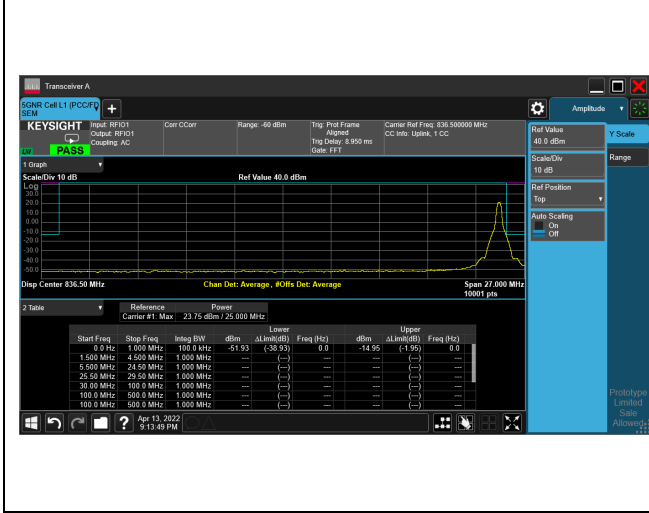 Transceiver A
5GNR Cell L1 (PCC/FD
SEM
+
Amplitude
KEYSIGHT
Input: RFIO1
Output: RFIO1
Coupling: AC
Corr CCorr
Range: -60 dBm
Trig: Prot Frame
Aligned
Trig Delay: 8.950 ms
Gate: FFT
Carrier Ref Freq: 836.500000 MHz
CC Info: Uplink, 1 CC
PASS
Ref Value
40.0 dBm
Y Scale
Scale/Div
10 dB
Range
Ref Position
Top
Auto Scaling
On
Off
1 Graph
Scale/Div 10 dB
Ref Value 40.0 dBm
Log
30.0
20.0
10.0
0.00
-10.0
-20.0
-30.0
-40.0
-50.0
Disp Center 836.50 MHz
Chan Det: Average , #Offs Det: Average
Span 27.000 MHz
10001 pts
2 Table
Reference Power
Carrier #1: Max 23.75 dBm / 25.000 MHz
Lower Upper
Start Freq Stop Freq Integ BW dBm ΔLimit(dB) Freq (Hz) dBm ΔLimit(dB) Freq (Hz)
0.0 Hz 1.000 MHz 100.0 kHz -51.93 (-38.93) 0.0 -14.95 (-1.95) 0.0
1.500 MHz 4.500 MHz 1.000 MHz --- (---) --- --- (---) ---
5.500 MHz 24.50 MHz 1.000 MHz --- (---) --- --- (---) ---
25.50 MHz 29.50 MHz 1.000 MHz --- (---) --- --- (---) ---
30.00 MHz 100.0 MHz 1.000 MHz --- (---) --- --- (---) ---
100.0 MHz 500.0 MHz 1.000 MHz --- (---) --- --- (---) ---
100.0 MHz 500.0 MHz 1.000 MHz --- (---) --- --- (---) ---
Prototype
Limited
Sale
Allowed
?
Apr 13, 2022
9:13:49 PM